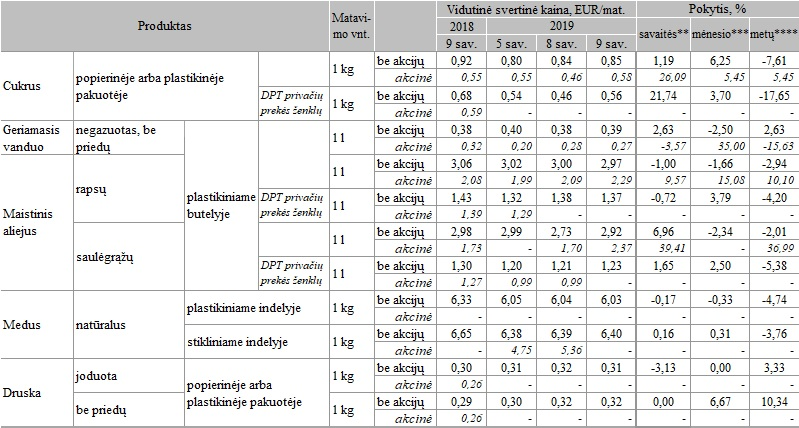 Produktas Matavi- Vidutinė svertinė kaina, EUR/mat. Pokytis, %
mo vnt. 2018 2019 savaitės** mėnesio*** metų****
9 sav. 5 sav. 8 sav. 9 sav.
Cukrus popierinėje arba plastikinėje pakuotėje 1 kg be akcijų 0,92 0,80 0,84 0,85 1,19 6,25 -7,61
akcinė 0,55 0,55 0,46 0,58 26,09 5,45 5,45
DPT privačių prekės ženklų 1 kg be akcijų 0,68 0,54 0,46 0,56 21,74 3,70 -17,65
akcinė 0,59 - - - - - -
Geriamasis vanduo negazuotas, be priedų plastikiniame butelyje 1l be akcijų 0,38 0,40 0,38 0,39 2,63 -2,50 2,63
akcinė 0,32 0,20 0,28 0,27 -3,57 35,00 -15,63
Maistinis aliejus rapsų 1l be akcijų 3,06 3,02 3,00 2,97 -1,00 -1,66 -2,94
akcinė 2,08 1,99 2,09 2,29 9,57 15,08 10,10
DPT privačių prekės ženklų 1l be akcijų 1,43 1,32 1,38 1,37 -0,72 3,79 -4,20
akcinė 1,39 1,29 - - - - -
saulėgrąžų 1l be akcijų 2,98 2,99 2,73 2,92 6,96 -2,34 -2,01
akcinė 1,73 - 1,70 2,37 39,41 - 36,99
DPT privačių prekės ženklų 1l be akcijų 1,30 1,20 1,21 1,23 1,65 2,50 -5,38
akcinė 1,27 0,99 0,99 - - - -
Medus natūralus plastikiniame indelyje 1 kg be akcijų 6,33 6,05 6,04 6,03 -0,17 -0,33 -4,74
akcinė - - - - - - -
stikliniame indelyje 1 kg be akcijų 6,65 6,38 6,39 6,40 0,16 0,31 -3,76
akcinė - 4,75 5,36 - - - -
Druska joduota popierinėje arba plastikinėje pakuotėje 1 kg be akcijų 0,30 0,31 0,32 0,31 -3,13 0,00 3,33
akcinė 0,26 - - - - - -
be priedų 1 kg be akcijų 0,29 0,30 0,32 0,32 0,00 6,67 10,34
akcinė 0,26 - - - - - -